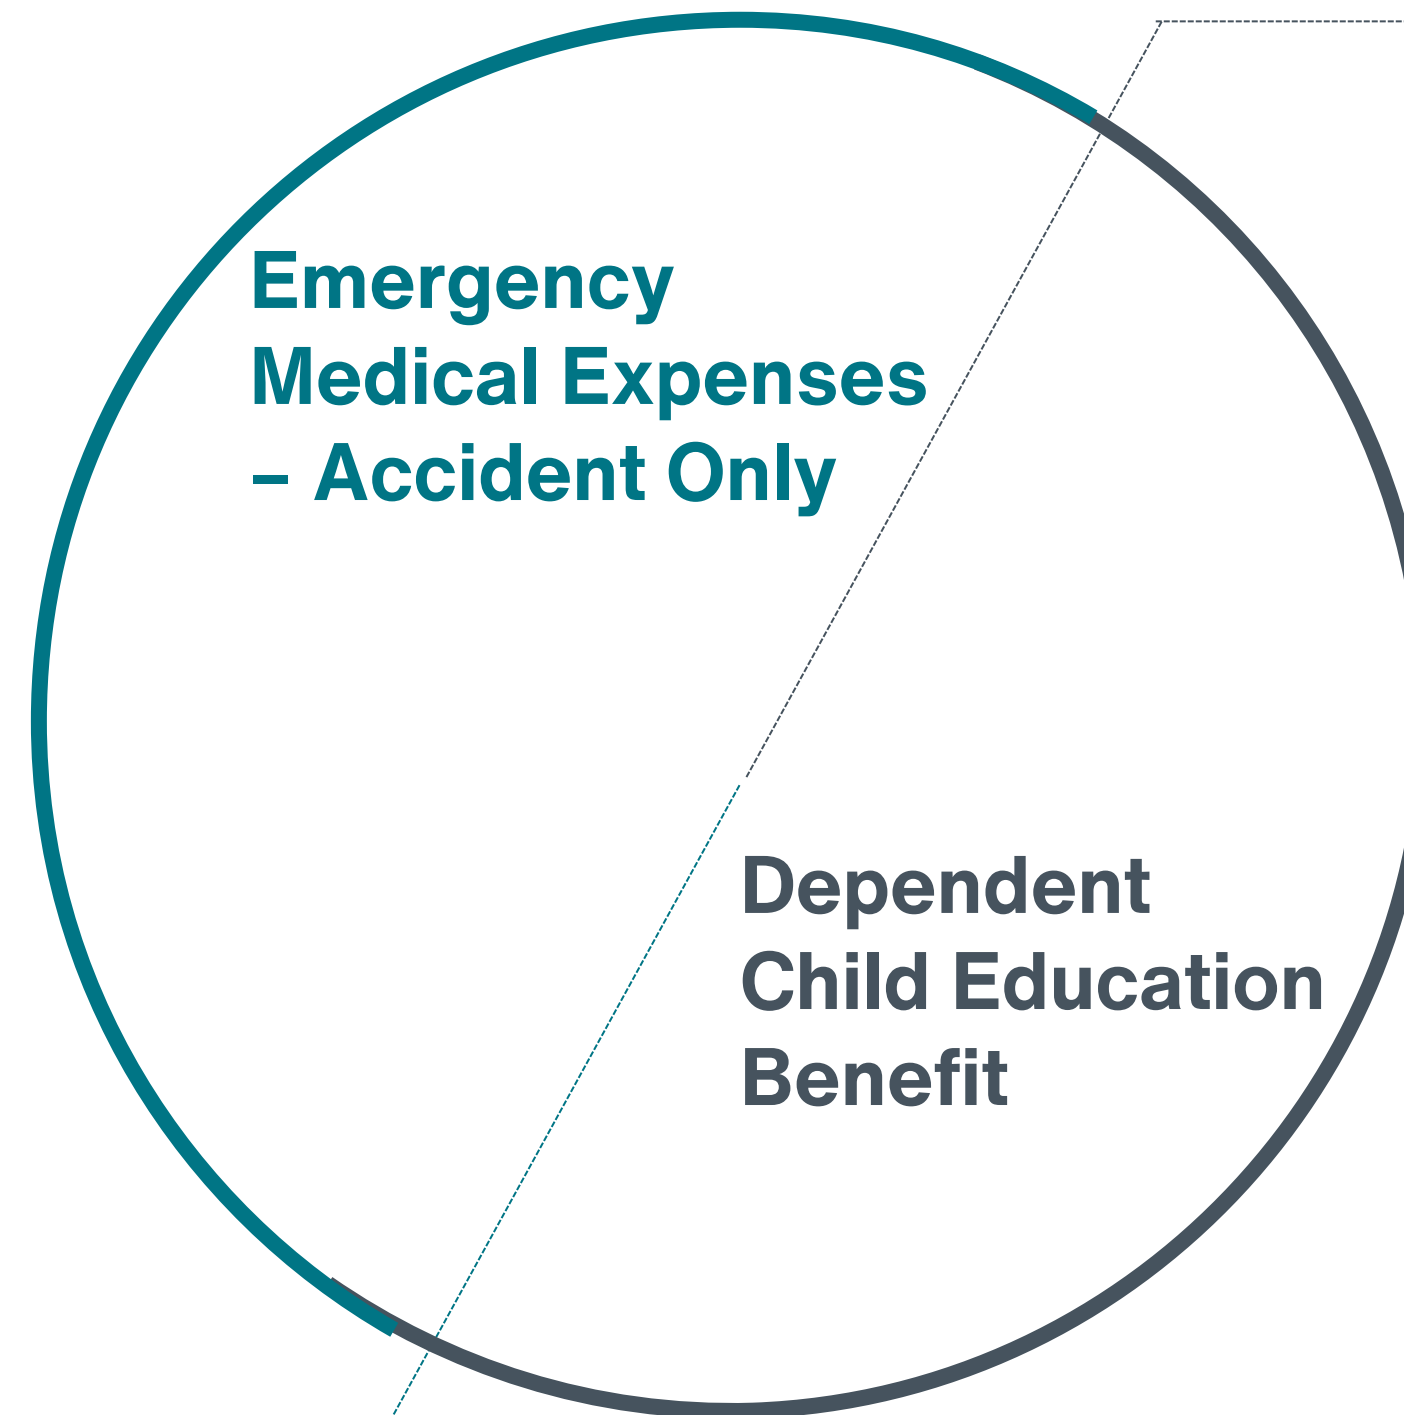 Emergency
Medical Expenses
– Accident Only
Dependent
Child Education
Benefit